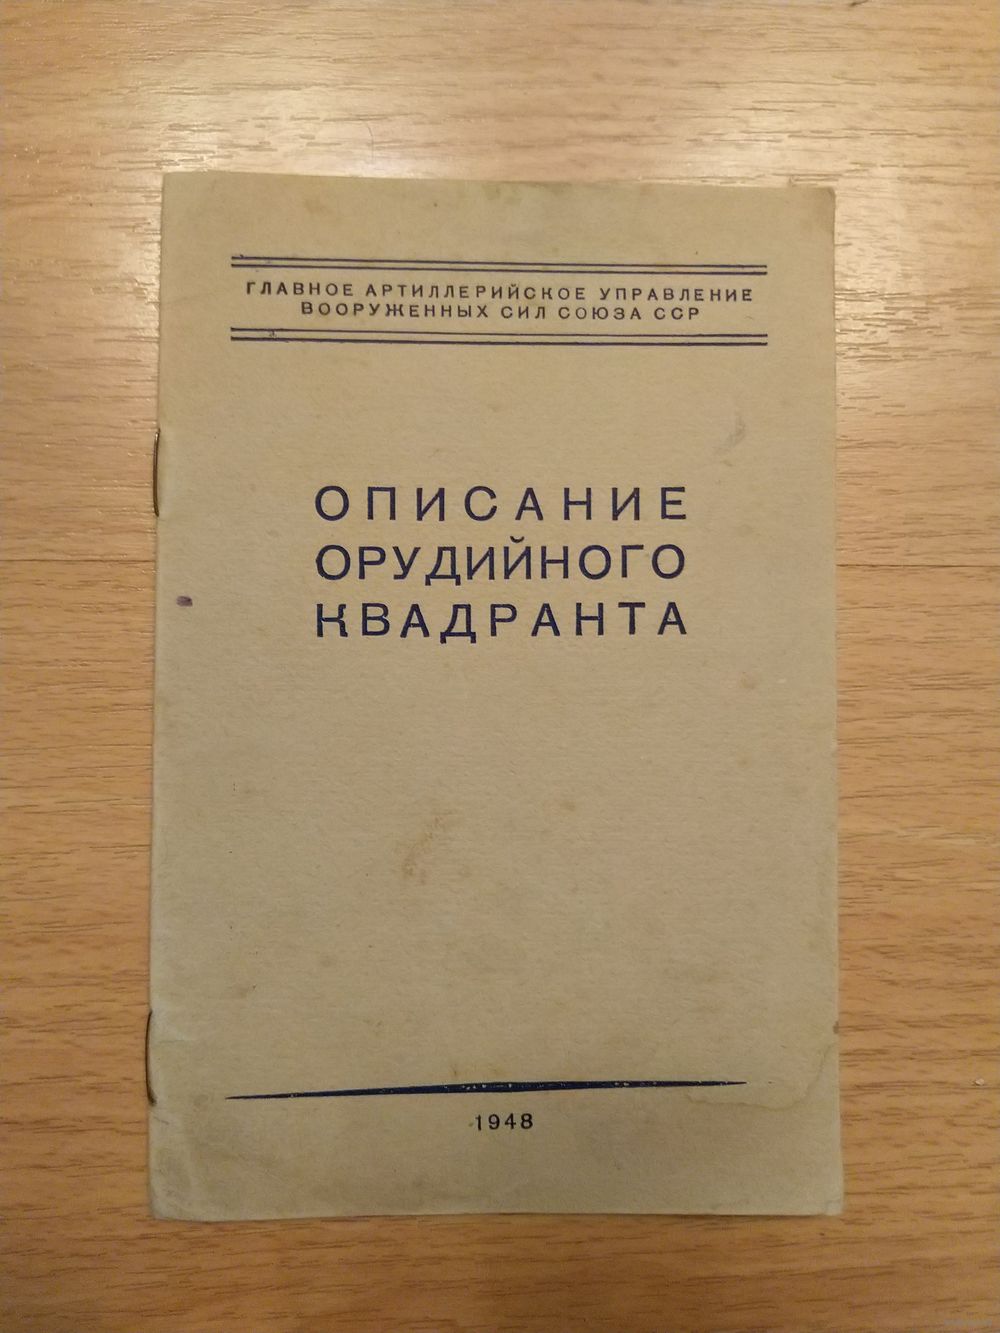 ГЛАВНОЕ АРТИЛЛЕРИЙСКОЕ УПРАВЛЕНИЕ
ВООРУЖЕННЫХ СИЛ СОЮЗА ССР
ОПИСАНИЕ
ОРУДИЙНОГО
КВАДРАНТА
1948